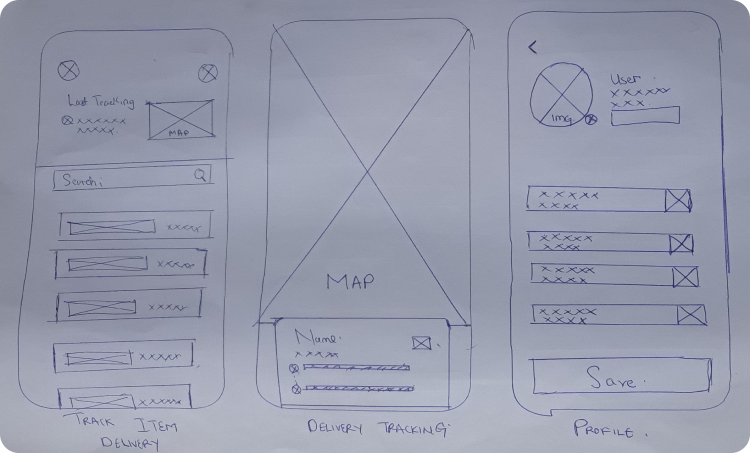 Last Tracking
xxxxxx
xxxxx.
MAP
Search;
xxxxx
xxxxx
xxxxx
xxxxx
xxxxx
TRACK ITEM
DELIVERY
MAP
Name.
xxxxx
DELIVERY TRACKING.
<
User.
xxxxxx
xxx
Img
xxxxx
xxxx
xxxxx
xxxx
xxxxx
xxxx
xxxxx
xxxx
Save.
PROFILE.